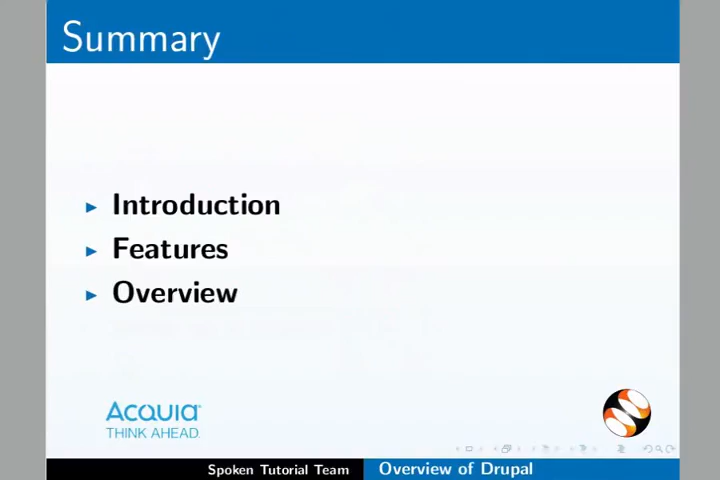 Summary
Introduction
Features
Overview
ACQUIA
THINK AHEAD.
Spoken Tutorial Team
Overview of Drupal